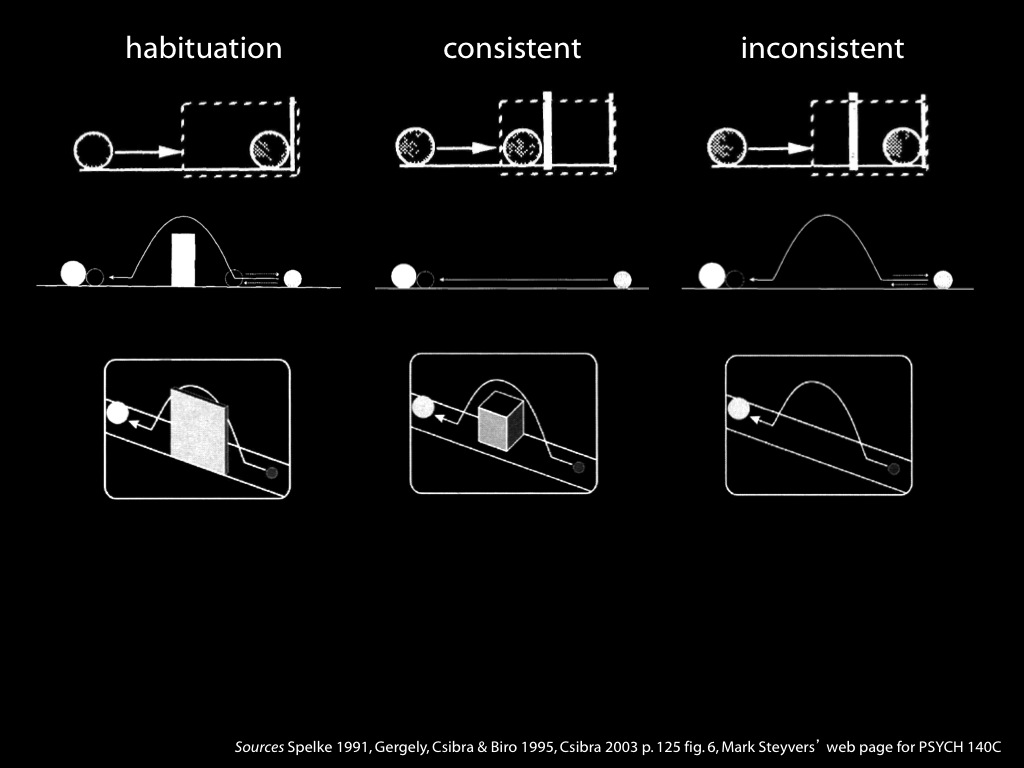 habituation
consistent
inconsistent
Sources Spelke 1991, Gergely, Csibra & Biro 1995, Csibra 2003 p. 125 fig. 6, Mark Steyvers’ web page for PSYCH 140C